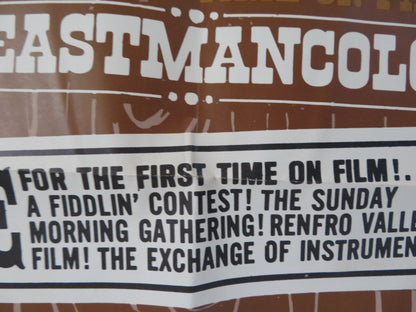 EASTMANCOLO
FOR THE FIRST TIME ON FILM!..
A FIDDLIN' CONTEST! THE SUNDAY
MORNING GATHERING! RENFRO VALLE
FILM! THE EXCHANGE OF INSTRUMEN